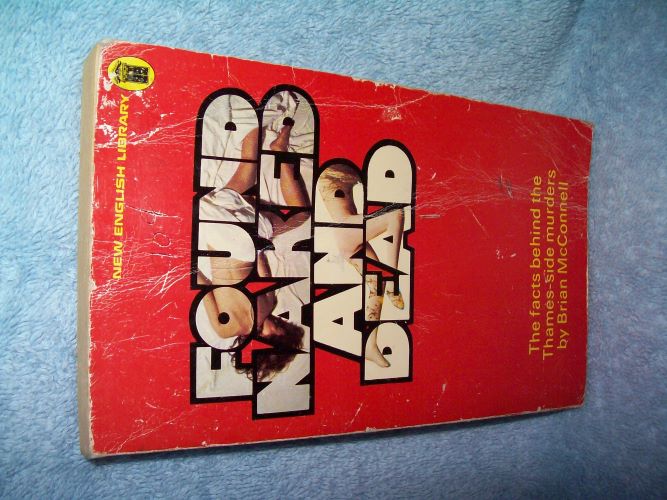 NEW ENGLISH LIBRARY
FOUND
NAKED
AND
DEAD
The facts behind the
Thames-side murders
by Brian McConnell